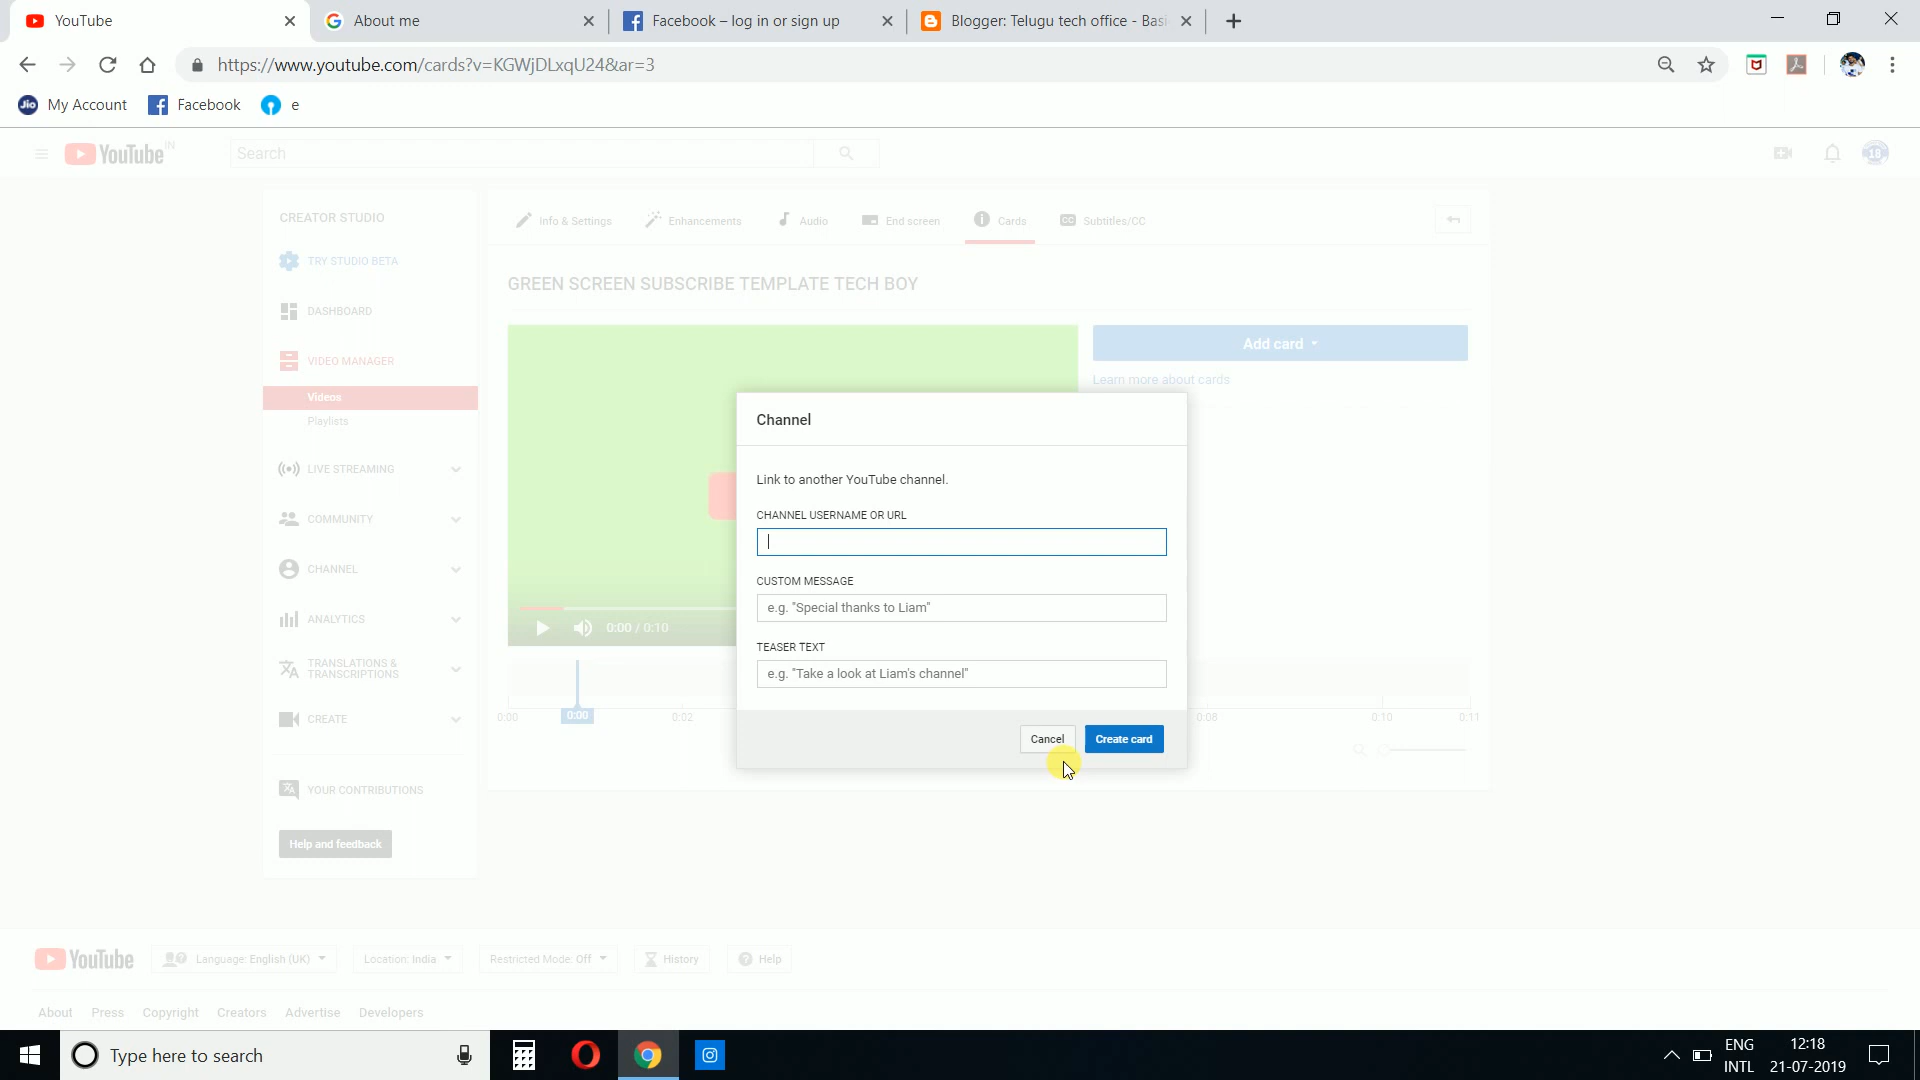 YouTube
About me
Facebook – log in or sign up
Blogger: Telugu tech office - Basi
https://www.youtube.com/cards?v=KGWjDLxqU24&ar=3
Jio My Account
Facebook
e
YouTube IN
Search
18
CREATOR STUDIO
TRY STUDIO BETA
DASHBOARD
VIDEO MANAGER
Videos
Playlists
LIVE STREAMING
COMMUNITY
CHANNEL
ANALYTICS
TRANSLATIONS &
TRANSCRIPTIONS
CREATE
YOUR CONTRIBUTIONS
Help and feedback
Info & Settings
Enhancements
Audio
End screen
Cards
CC Subtitles/CC
GREEN SCREEN SUBSCRIBE TEMPLATE TECH BOY
Add card
Learn more about cards
0:00 / 0:10
0:00
0:00
0:02
0:08
0:10
0:11
Channel
Link to another YouTube channel.
CHANNEL USERNAME OR URL
CUSTOM MESSAGE
e.g. "Special thanks to Liam"
TEASER TEXT
e.g. "Take a look at Liam's channel"
Cancel
Create card
YouTube
Language: English (UK)
Location: India
Restricted Mode: Off
History
Help
About Press Copyright Creators Advertise Developers
Type here to search
ENG
INTL
12:18
21-07-2019